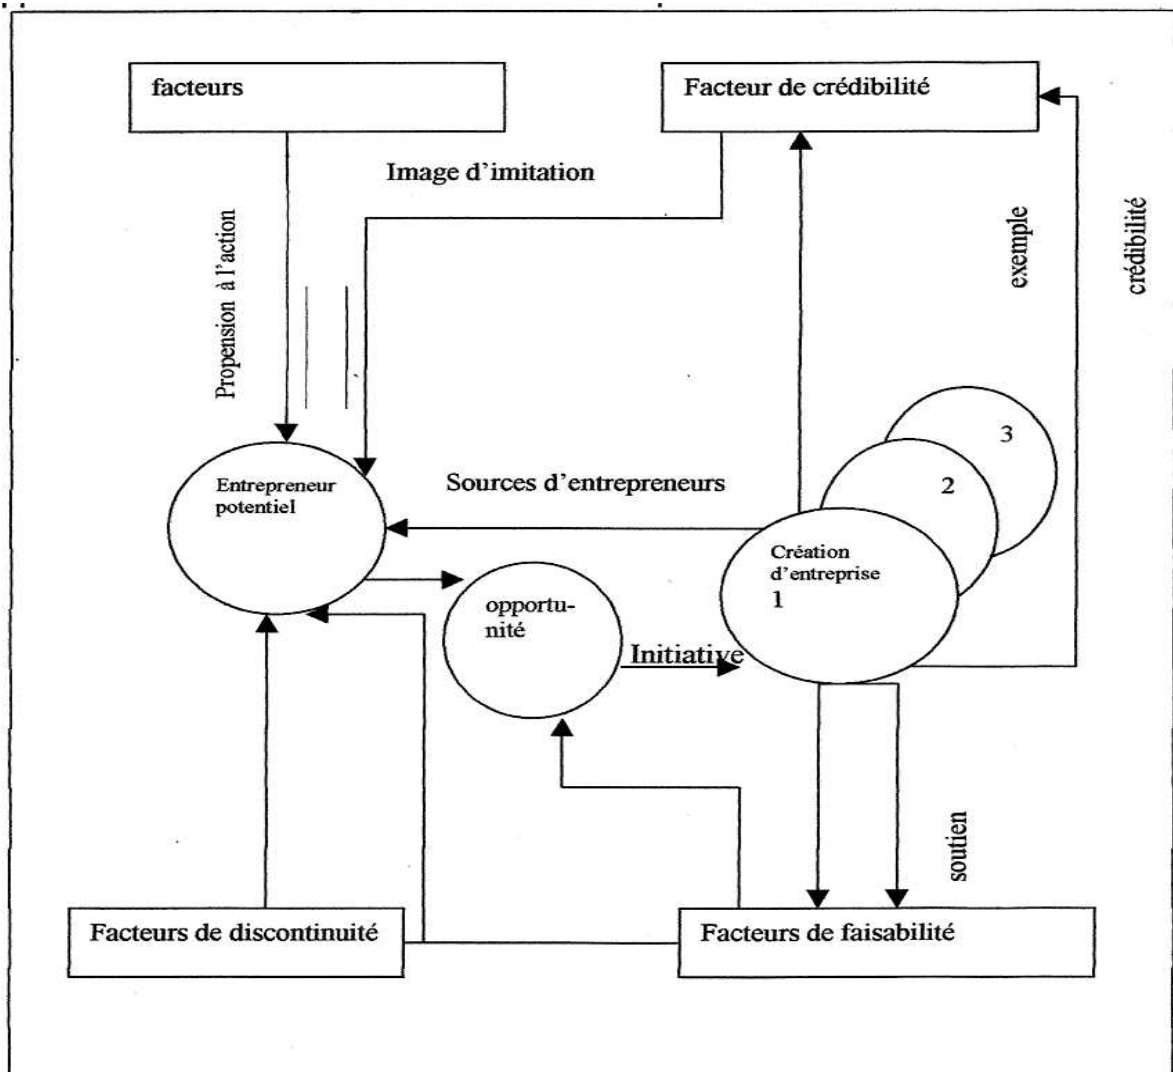 facteurs
Facteur de crédibilité
Image d'imitation
Propension à l'action
exemple
crédibilité
3
2
Entrepreneur
potentiel
Sources d'entrepreneurs
Création
d'entreprise
1
opportu-
nité
Initiative
soutien
Facteurs de discontinuité
Facteurs de faisabilité